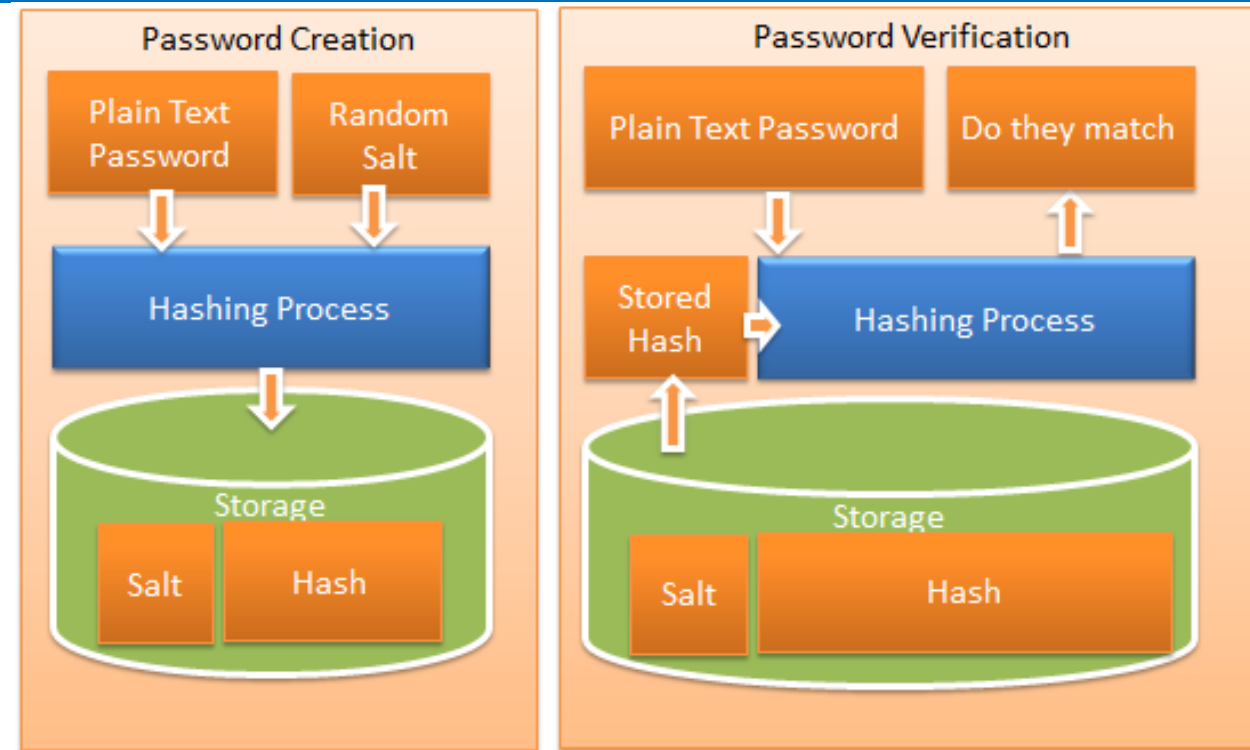 Password Creation
Plain Text
Password
Random
Salt
Hashing Process
Storage
Salt
Hash
Password Verification
Plain Text Password
Do they match
Stored
Hash
Hashing Process
Storage
Salt
Hash